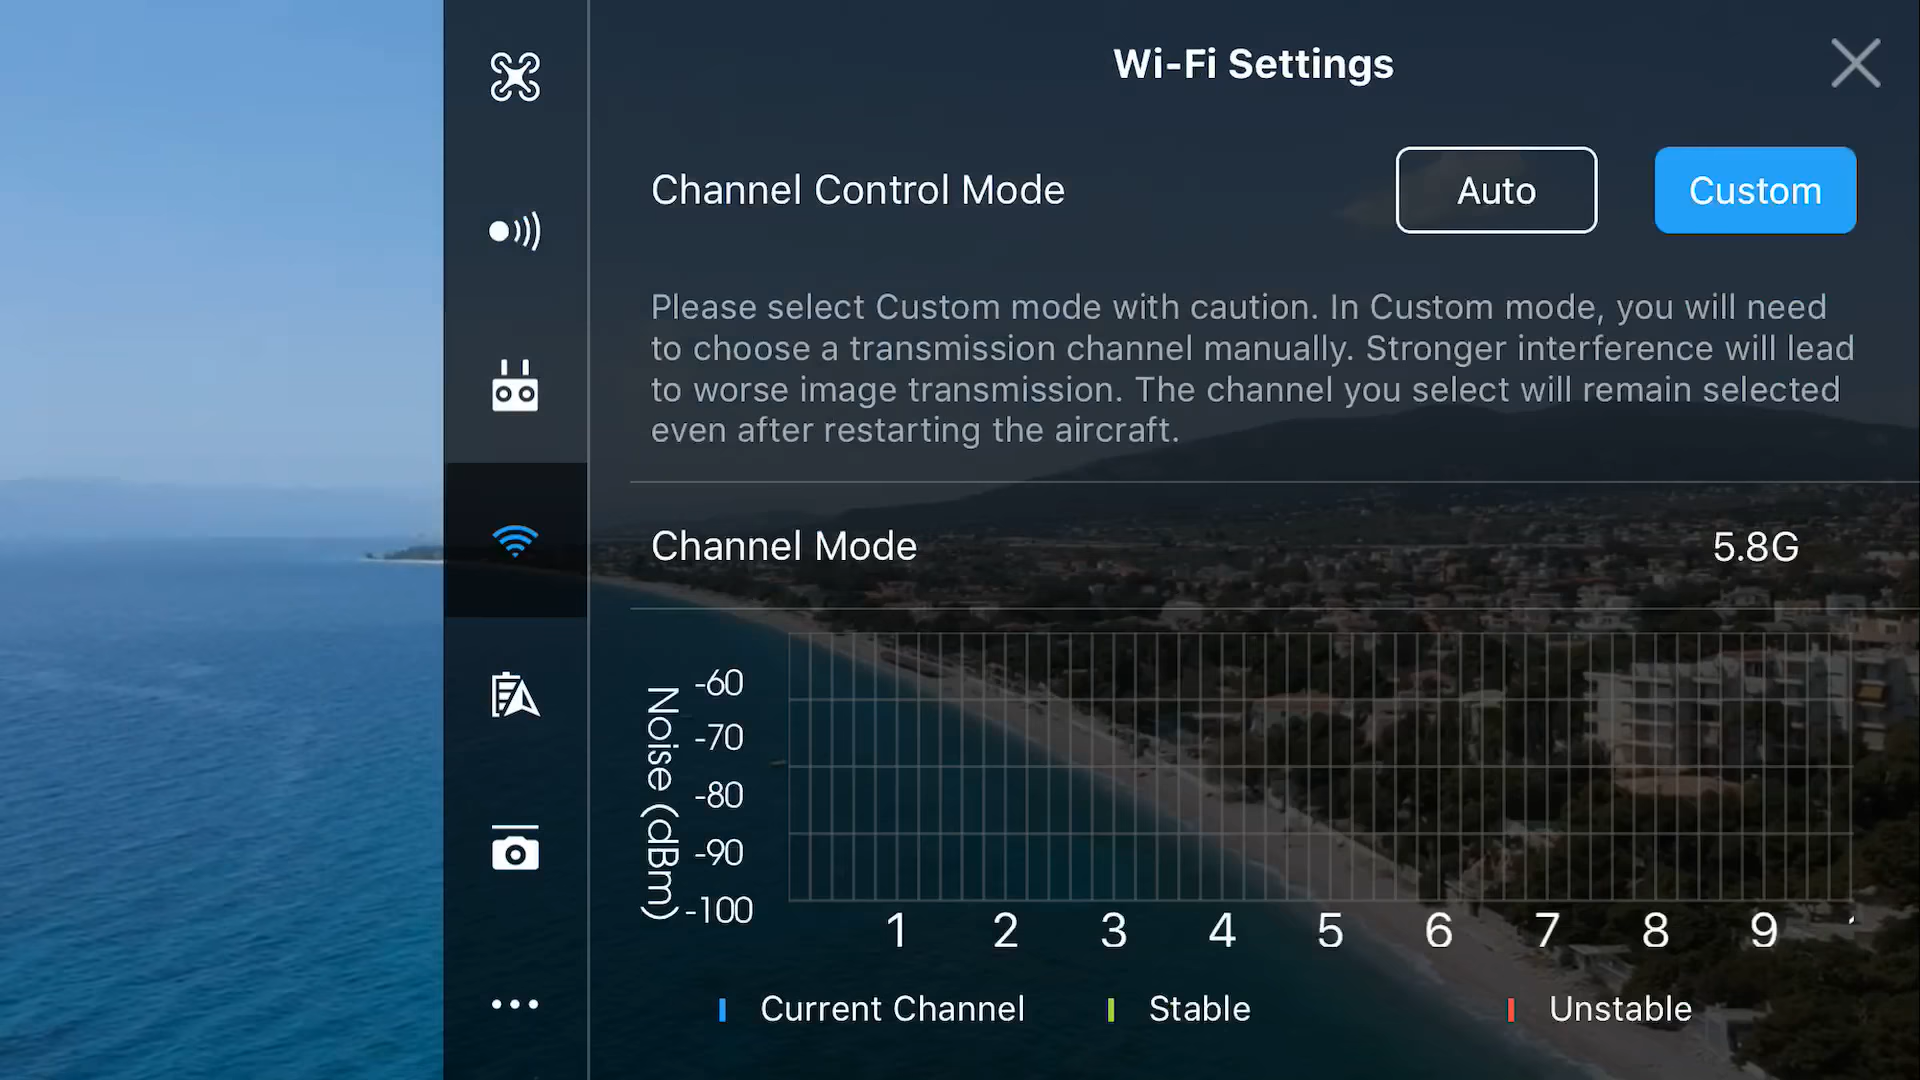 Wi-Fi Settings
Channel Control Mode
Auto
Custom
Please select Custom mode with caution. In Custom mode, you will need
to choose a transmission channel manually. Stronger interference will lead
to worse image transmission. The channel you select will remain selected
even after restarting the aircraft.
Channel Mode
5.8G
Noise (dBm)
-60
-70
-80
-90
-100
1 2 3 4 5 6 7 8 9
Current Channel
Stable
Unstable